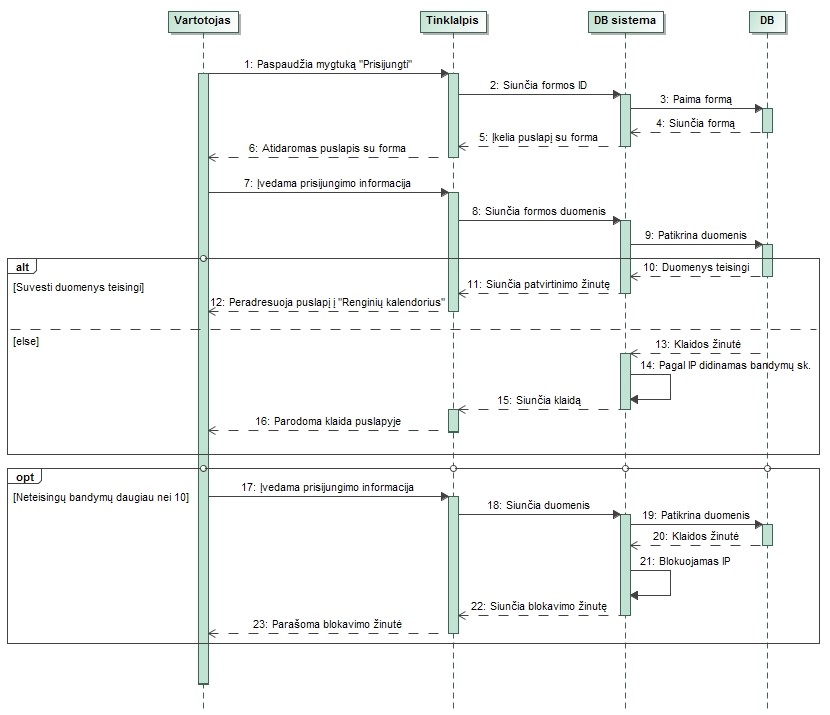 Vartotojas
Tinklalpis
DB sistema
DB
1: Paspaudžia mygtuką "Prisijungti"
2: Siunčia formos ID
3: Paima formą
4: Siunčia formą
5: Įkelia puslapį su forma
6: Atidaromas puslapis su forma
7: Įvedama prisijungimo informacija
8: Siunčia formos duomenis
9: Patikrina duomenis
alt
[Suvesti duomenys teisingi]
10: Duomenys teisingi
11: Siunčia patvirtinimo žinutę
12: Peradresuoja puslapį į "Renginių kalendorius"
[else]
13: Klaidos žinutė
14: Pagal IP didinamas bandymų sk.
15: Siunčia klaidą
16: Parodoma klaida puslapyje
opt
[Neteisingų bandymų daugiau nei 10]
17: Įvedama prisijungimo informacija
18: Siunčia duomenis
19: Patikrina duomenis
20: Klaidos žinutė
21: Blokuojamas IP
22: Siunčia blokavimo žinutę
23: Parašoma blokavimo žinutė